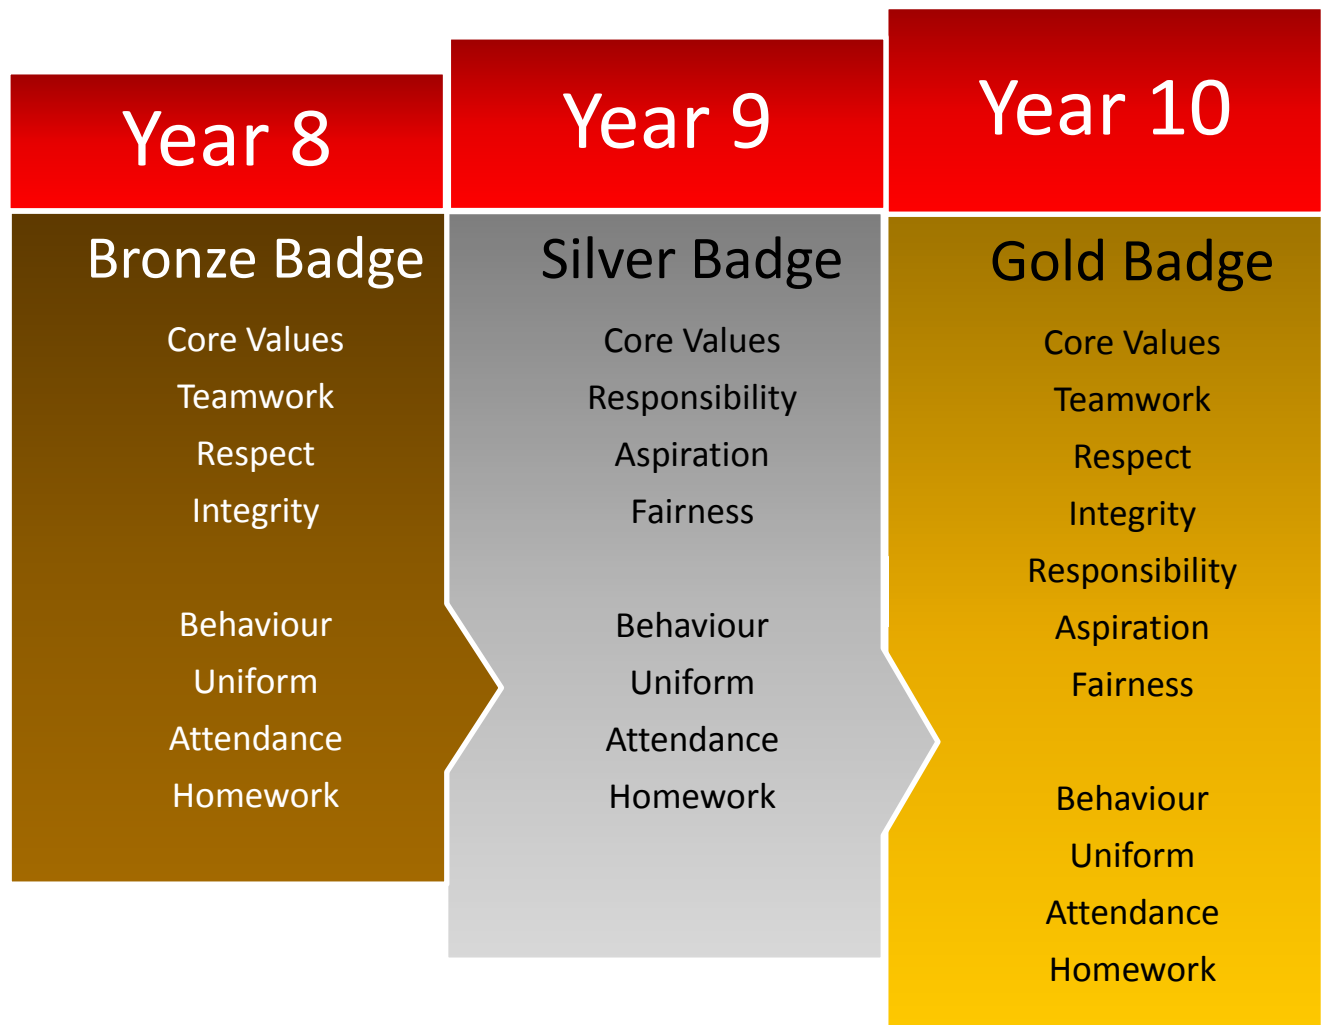 Year 8
Bronze Badge
Core Values
Teamwork
Respect
Integrity
Behaviour
Uniform
Attendance
Homework
Year 9
Silver Badge
Core Values
Responsibility
Aspiration
Fairness
Behaviour
Uniform
Attendance
Homework
Year 10
Gold Badge
Core Values
Teamwork
Respect
Integrity
Responsibility
Aspiration
Fairness
Behaviour
Uniform
Attendance
Homework